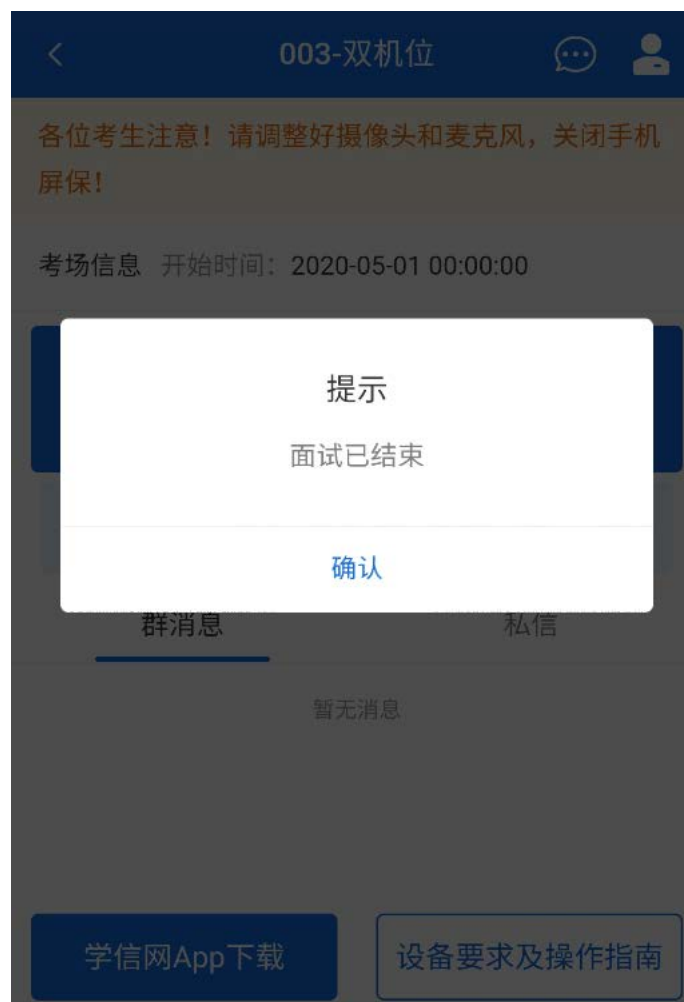 003-双机位
各位考生注意！请调整好摄像头和麦克风，关闭手机
屏保！
考场信息 开始时间：2020-05-01 00:00:00
提示
面试已结束
确认
群消息 私信
暂无消息
学信网App下载 设备要求及操作指南